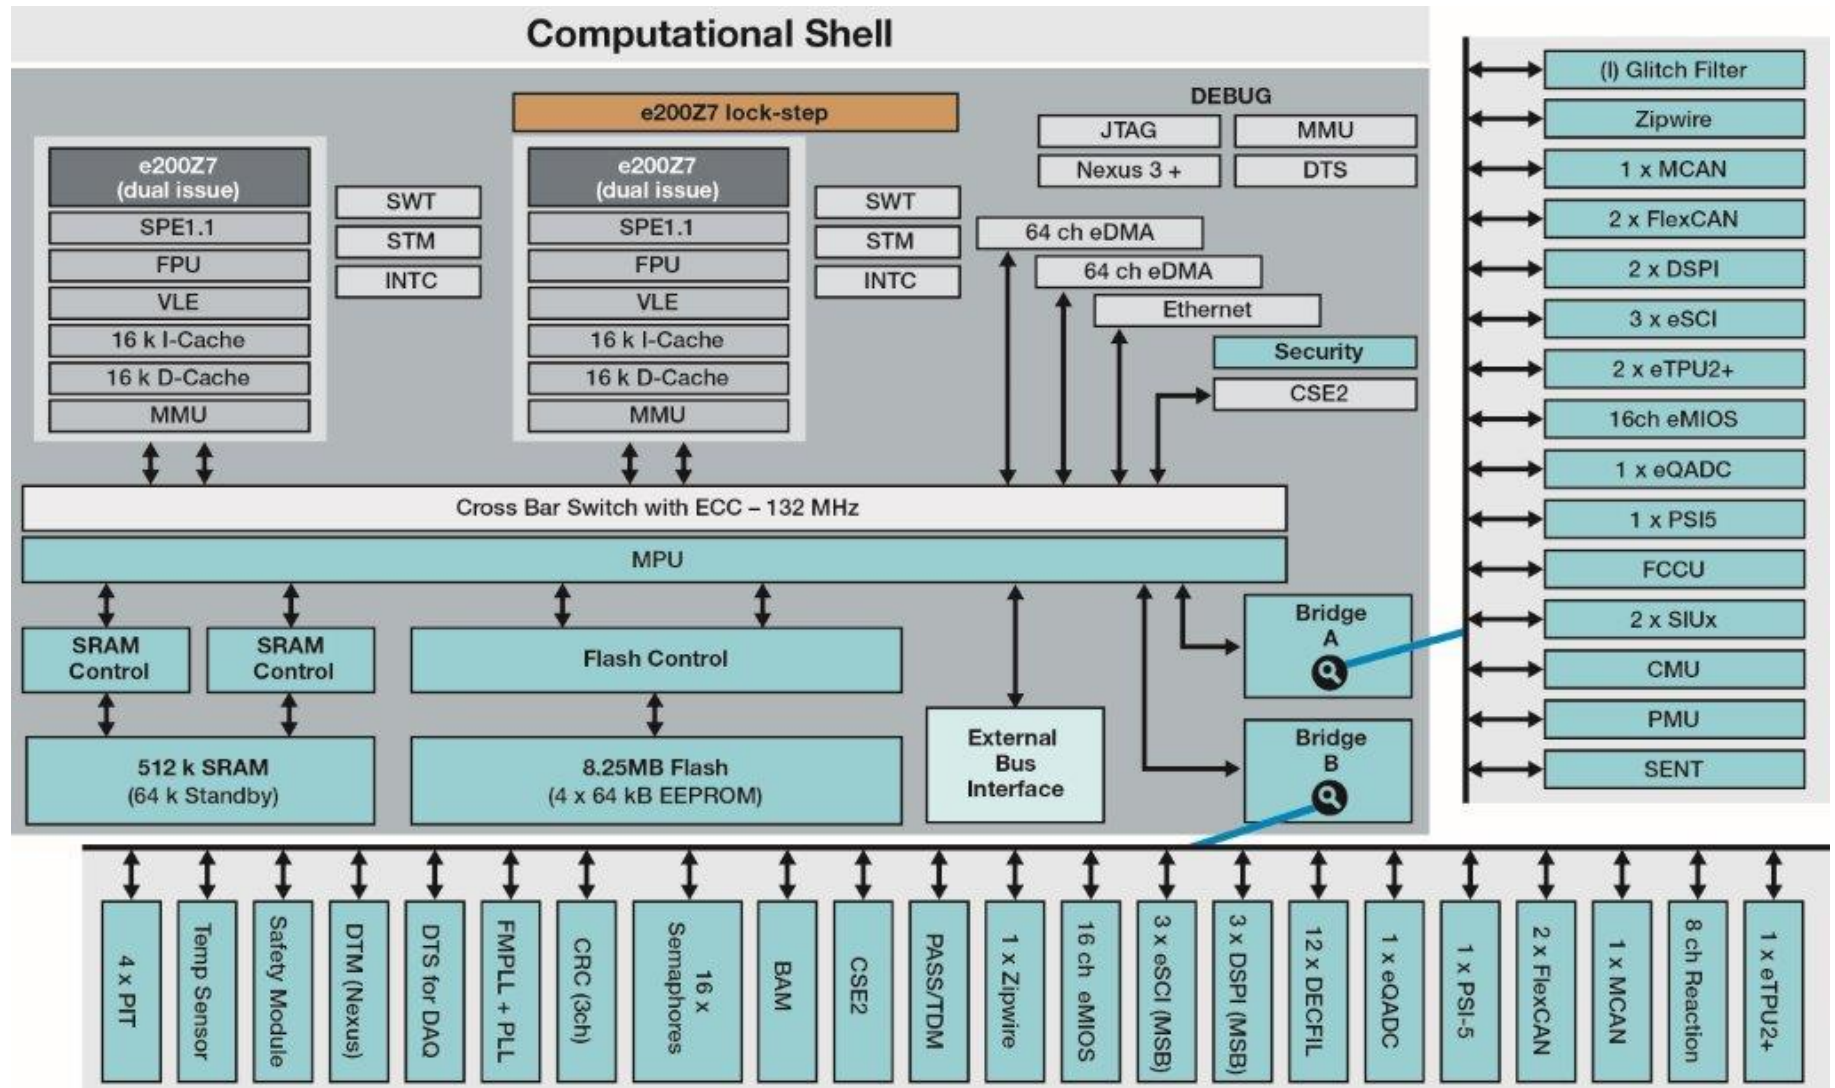 Computational Shell
e200Z7
(dual issue)
SPE1.1
FPU
VLE
16 k I-Cache
16 k D-Cache
MMU
SWT
STM
INTC
e200Z7 lock-step
e200Z7
(dual issue)
SPE1.1
FPU
VLE
16 k I-Cache
16 k D-Cache
MMU
SWT
STM
INTC
DEBUG
JTAG
MMU
Nexus 3 +
DTS
64 ch eDMA
64 ch eDMA
Ethernet
Security
CSE2
Cross Bar Switch with ECC – 132 MHz
MPU
SRAM
Control
SRAM
Control
Flash Control
512 k SRAM
(64 k Standby)
8.25MB Flash
(4 x 64 kB EEPROM)
External
Bus
Interface
Bridge
A
Bridge
B
(I) Glitch Filter
Zipwire
1 x MCAN
2 x FlexCAN
2 x DSPI
3 x eSCI
2 x eTPU2+
16ch eMIOS
1 x eQADC
1 x PSI5
FCCU
2 x SIUx
CMU
PMU
SENT
4 x PIT
Temp Sensor
Safety Module
DTM (Nexus)
DTS for DAQ
FMPLL + PLL
CRC (3ch)
16 x
Semaphores
BAM
CSE2
PASS/TDM
1 x Zipwire
16 ch eMIOS
3 x eSCI (MSB)
3 x DSPI (MSB)
12 x DECFIL
1 x eQADC
1 x PSI-5
2 x FlexCAN
1 x MCAN
8 ch Reaction
1 x eTPU2+